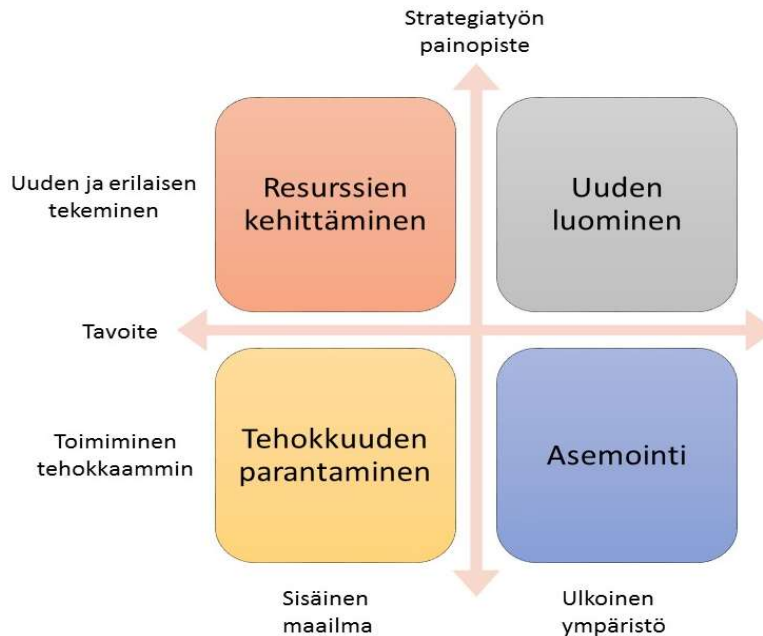 Strategiatyön
painopiste
Uuden ja erilaisen
tekeminen
Resurssien
kehittäminen
Uuden
luominen
Tavoite
Toimiminen
tehokkaammin
Tehokkuuden
parantaminen
Asemointi
Sisäinen
maailma
Ulkoinen
ympäristö